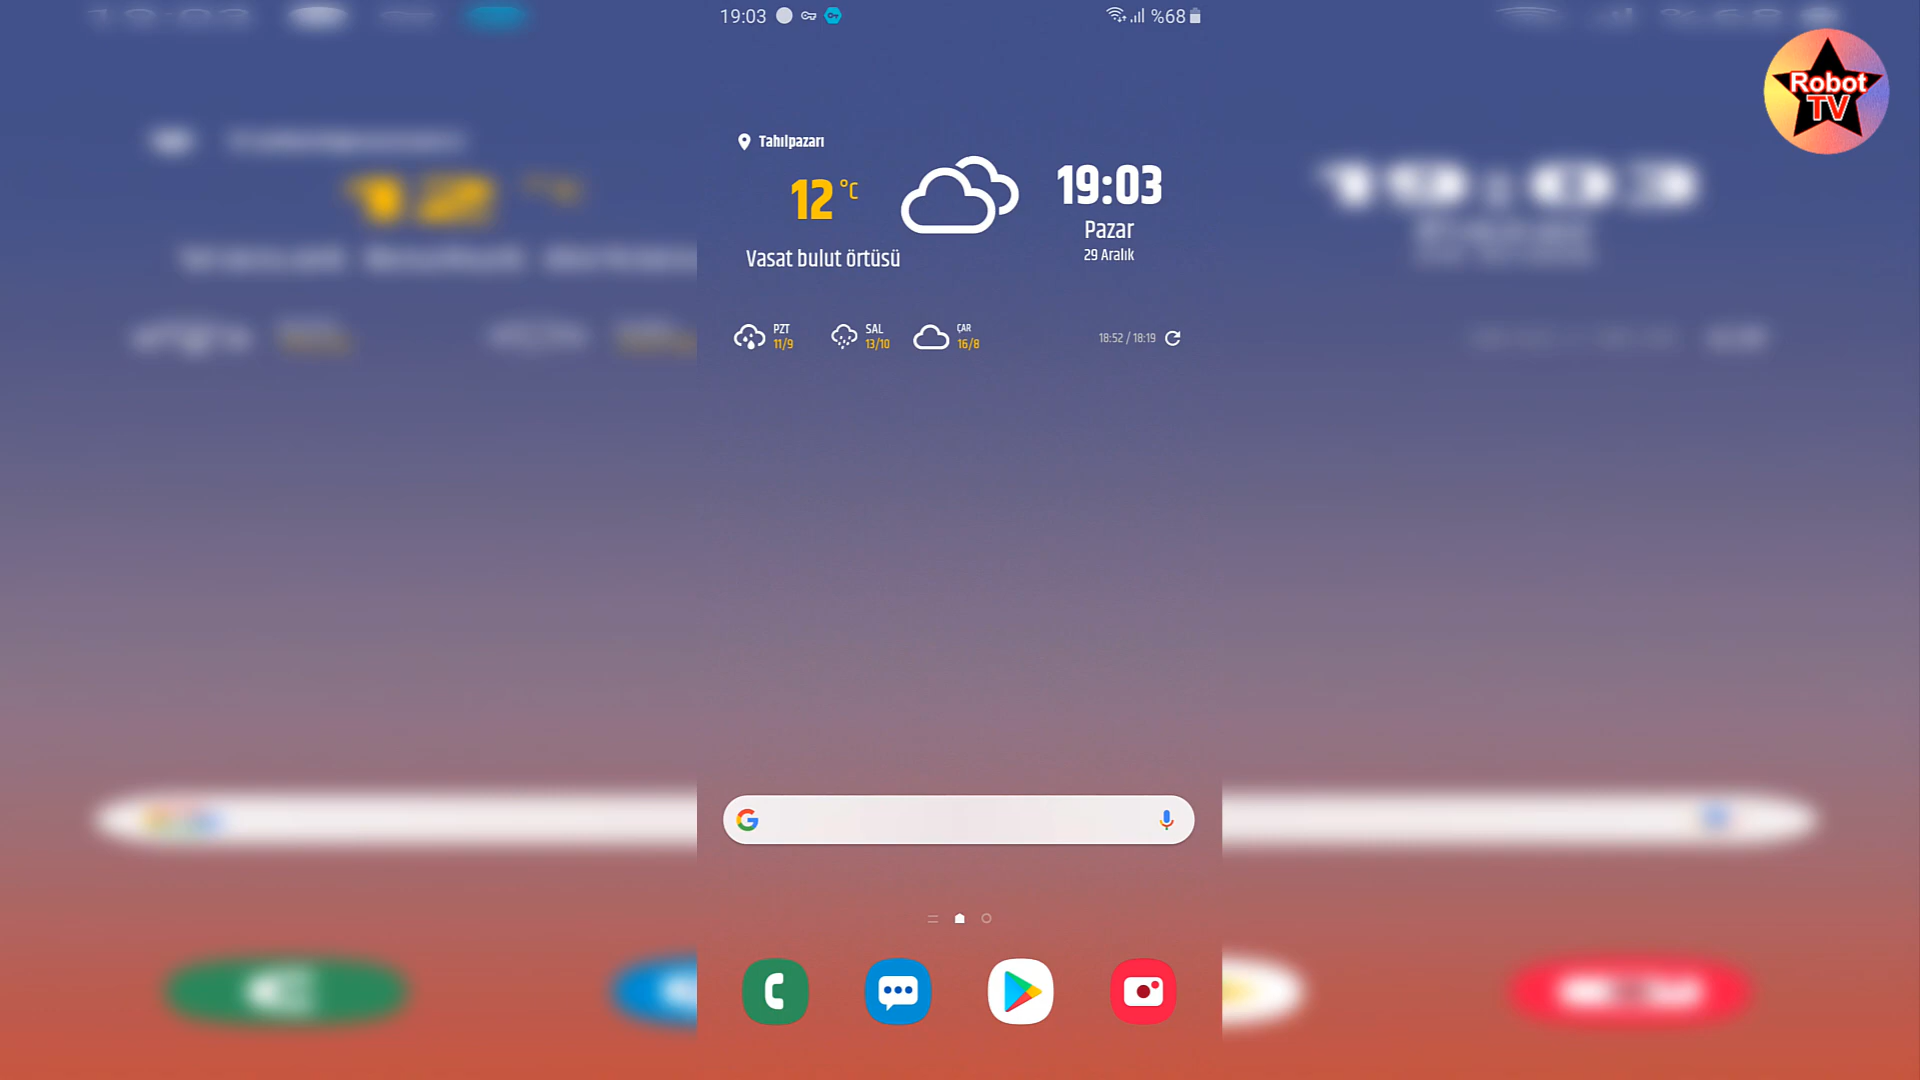 19:03
%68
Robot
TV
Tahılpazarı
12 °C
19:03
Pazar
29 Aralık
Vasat bulut örtüsü
PZT
11/9
SAL
13/10
ÇAR
16/8
18:52 / 18:19